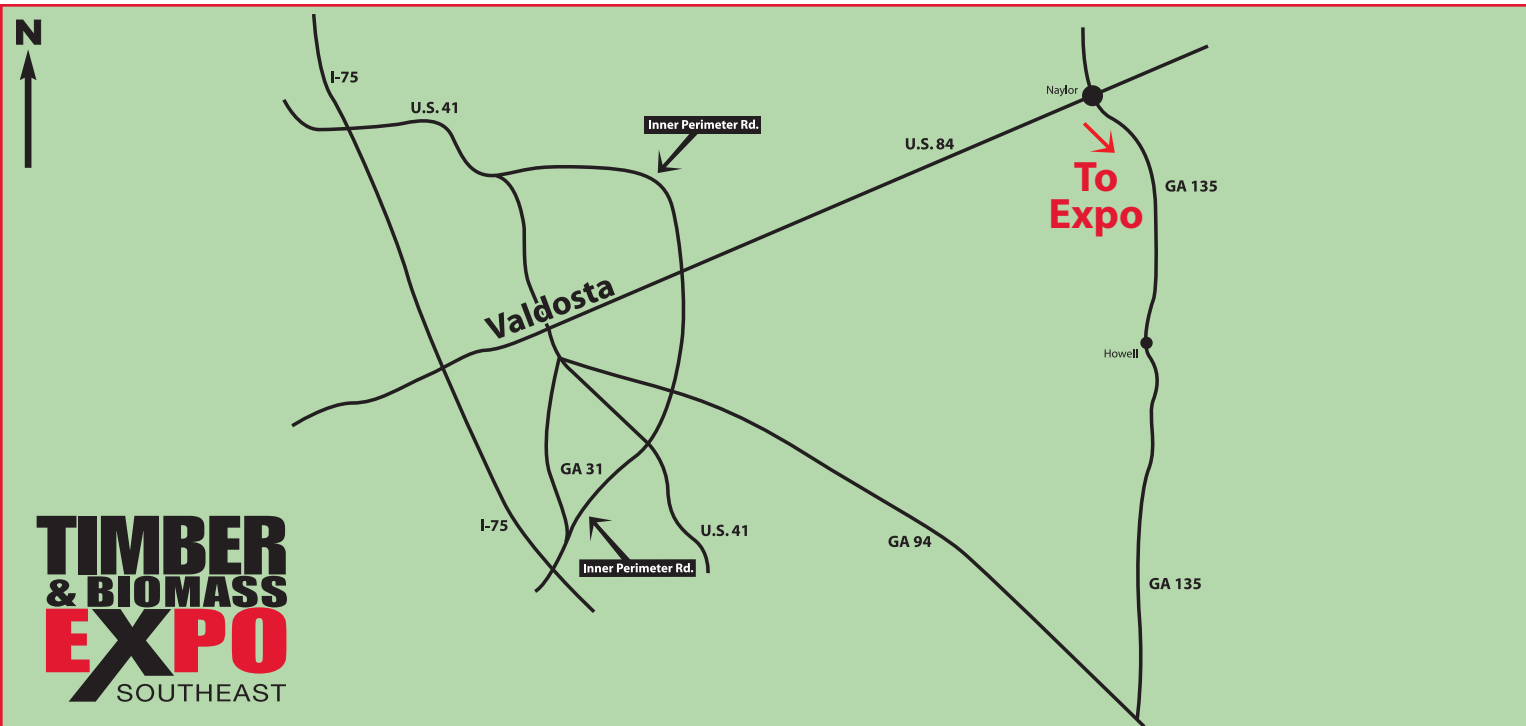 N
I-75
U.S. 41
Inner Perimeter Rd.
Naylor
U.S. 84
To
Expo
GA 135
Valdosta
Howell
GA 31
I-75
U.S. 41
GA 94
Inner Perimeter Rd.
GA 135
TIMBER
& BIOMASS
EXPO
SOUTHEAST